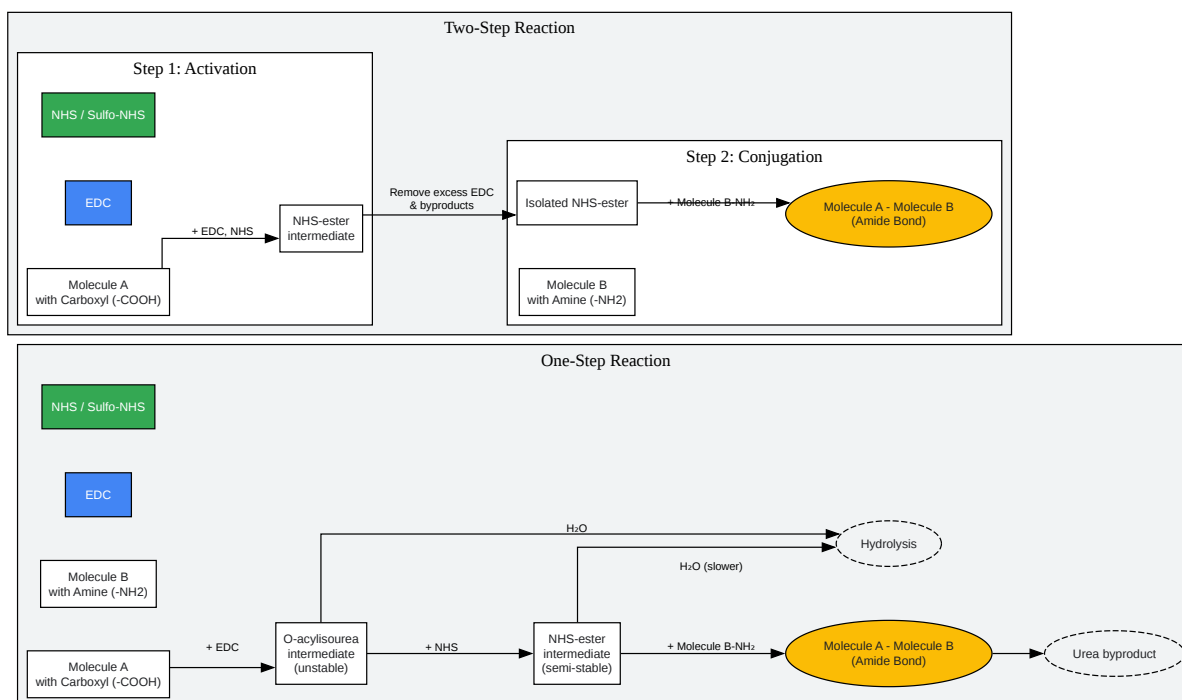 Two-Step Reaction
Step 1: Activation
NHS / Sulfo-NHS
EDC
+ EDC, NHS
Molecule A
with Carboxyl (-COOH)
NHS-ester
intermediate
Remove excess EDC
& byproducts
Step 2: Conjugation
Isolated NHS-ester
+ Molecule B-NH₂
Molecule A - Molecule B
(Amide Bond)
Molecule B
with Amine (-NH2)
One-Step Reaction
NHS / Sulfo-NHS
EDC
Molecule B
with Amine (-NH2)
Molecule A
with Carboxyl (-COOH)
+ EDC
O-acylisourea
intermediate
(unstable)
H₂O
+ NHS
NHS-ester
intermediate
(semi-stable)
H₂O (slower)
Hydrolysis
+ Molecule B-NH₂
Molecule A - Molecule B
(Amide Bond)
Urea byproduct